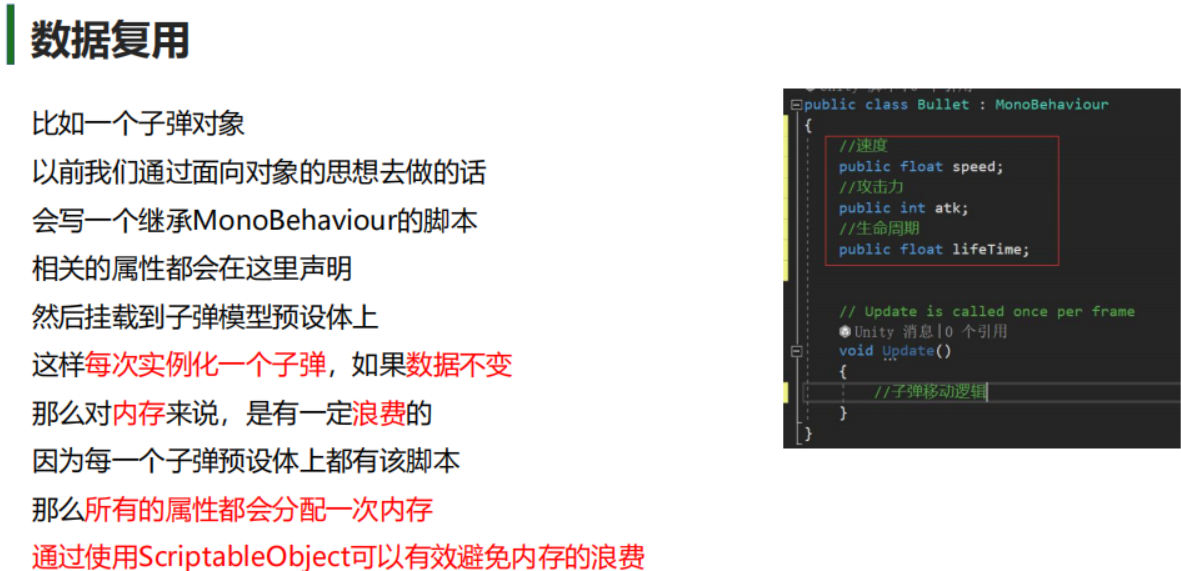 数据复用
比如一个子弹对象
以前我们通过面向对象的思想去做的话
会写一个继承MonoBehaviour的脚本
相关的属性都会在这里声明
然后挂载到子弹模型预设体上
这样每次实例化一个子弹，如果数据不变
那么对内存来说，是有一定浪费的
因为每一个子弹预设体上都有该脚本
那么所有的属性都会分配一次内存
通过使用ScriptableObject可以有效避免内存的浪费
public class Bullet : MonoBehaviour
{
//速度
public float speed;
//攻击力
public int atk;
//生命周期
public float lifeTime;
// Update is called once per frame
Unity 消息|0 个引用
void Update()
{
//子弹移动逻辑
}
}